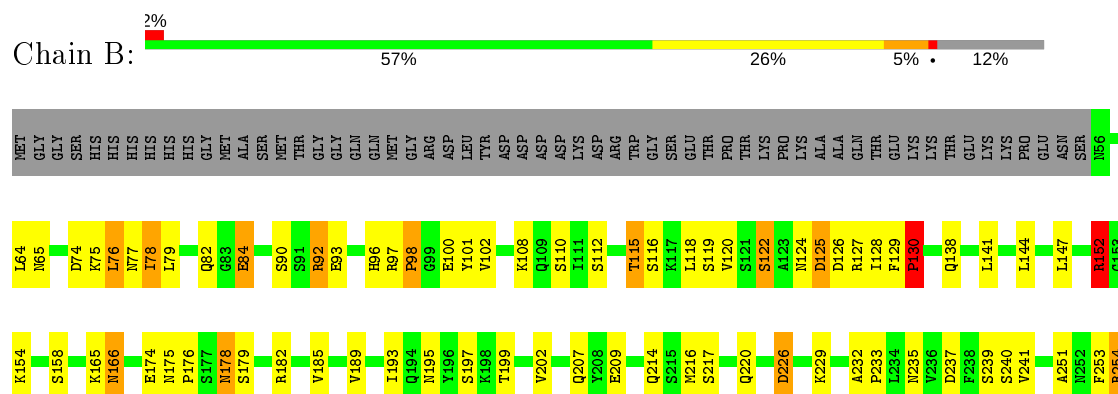 2%
Chain B:
57% 26% 5% • 12%
MET GLY GLY SER HIS HIS HIS HIS HIS HIS GLY MET ALA SER MET THR GLY GLY GLN GLN MET GLY ARG ASP LEU TYR ASP ASP ASP ASP LYS ASP ARG TRP GLY SER GLU THR PRO THR LYS PRO LYS ALA ALA GLN THR GLU LYS LYS THR GLU LYS LYS PRO GLU ASN SER N56
L64 N65 D74 K75 L76 N77 I78 L79 Q82 G83 E84 S90 S91 R92 E93 H96 R97 P98 G99 E100 Y101 V102 K108 Q109 S110 I111 S112 T115 S116 K117 L118 S119 V120 S121 S122 A123 N124 D125 D126 R127 I128 F129 P130 Q138 L141 L144 L147 R152 G153
K154 S158 K165 N166 E174 N175 P176 S177 N178 S179 R182 V185 V189 I193 Q194 N195 Y196 S197 K198 T199 V202 Q207 Y208 E209 Q214 S215 M216 S217 Q220 D226 K229 A232 P233 L234 N235 V236 D237 F238 S239 S240 V241 A251 N252 F253 R254